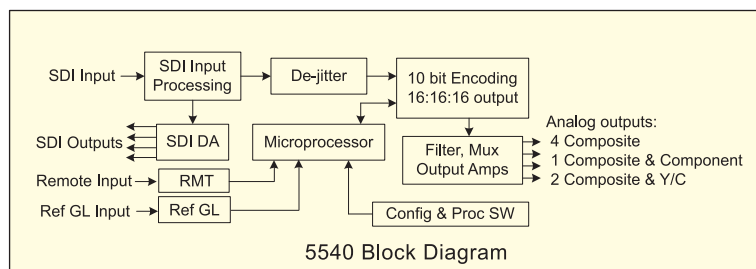 SDI Input
SDI Input
Processing
De-jitter
10 bit Encoding
16:16:16 output
SDI Outputs
SDI DA
Microprocessor
Filter, Mux
Output Amps
Analog outputs:
4 Composite
1 Composite & Component
2 Composite & Y/C
Remote Input
RMT
Ref GL Input
Ref GL
Config & Proc SW
5540 Block Diagram